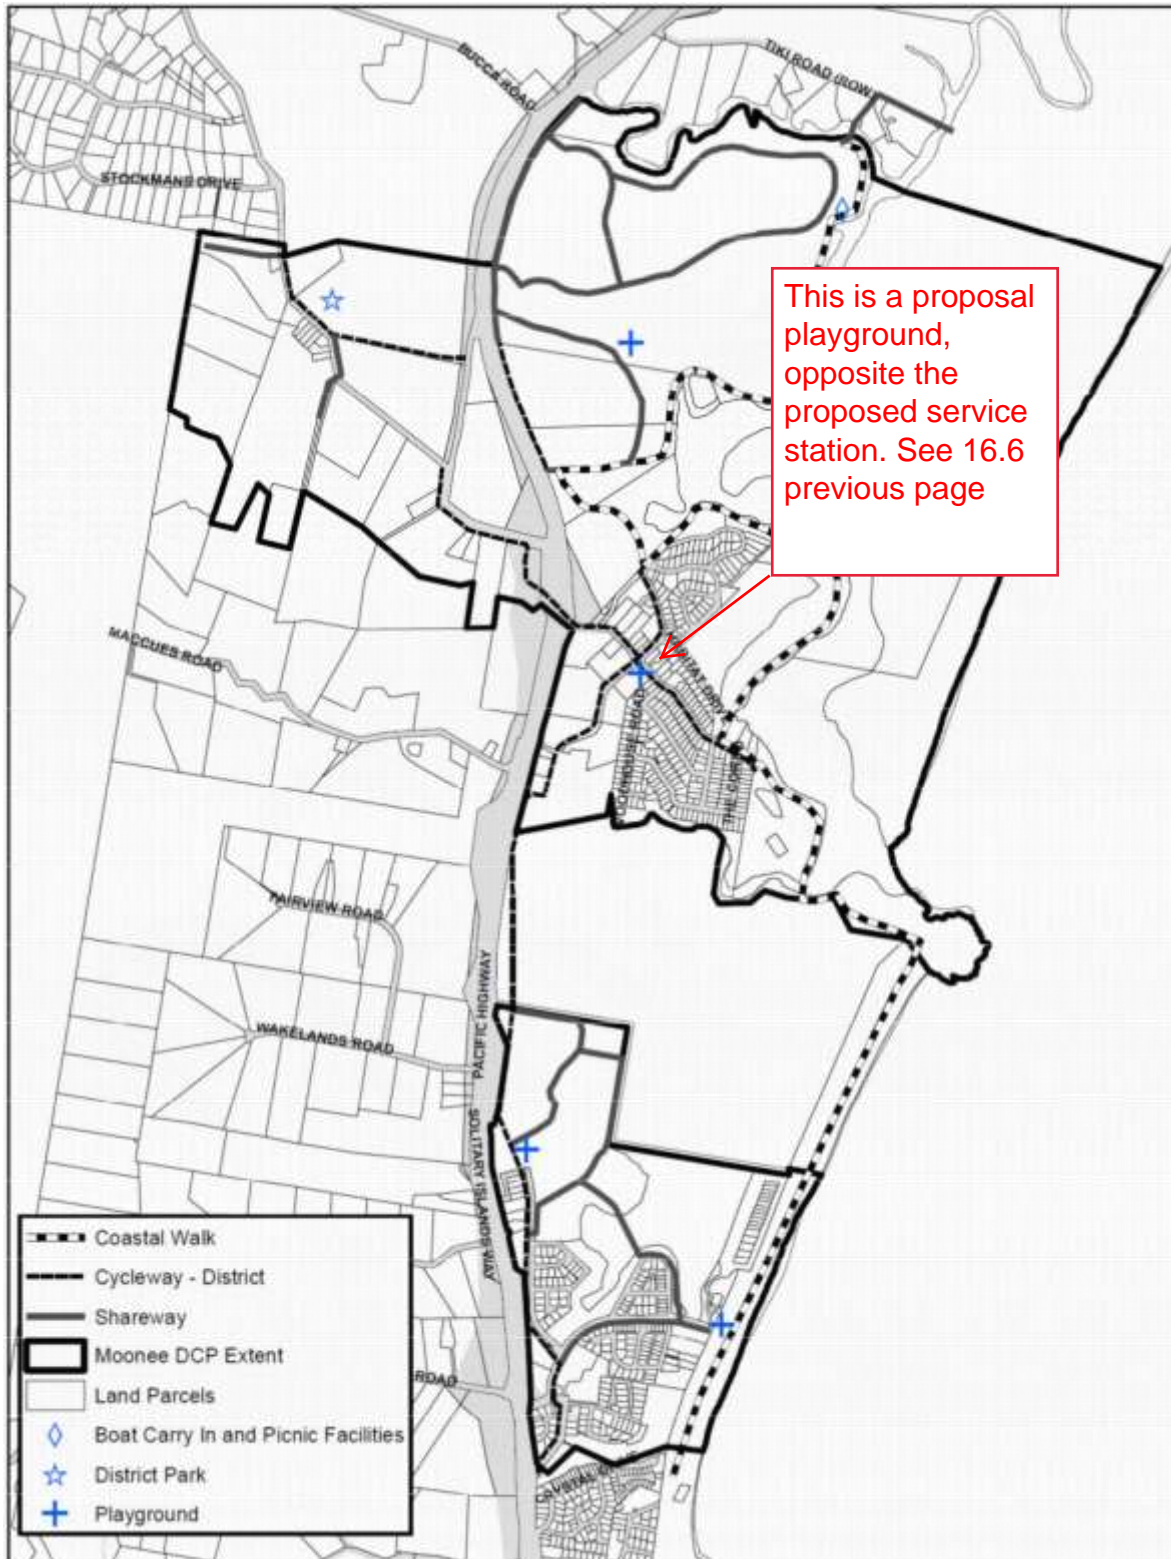 BUCCA ROAD
TIKI ROAD (ROW)
STOCKMANS DRIVE
This is a proposal
playground,
opposite the
proposed service
station. See 16.6
previous page
MACCUES ROAD
FAIRVIEW ROAD
WAKELANDS ROAD
PACIFIC HIGHWAY
SOLITARY ISLANDS WAY
ROAD
CRYSTAL
Coastal Walk
Cycleway - District
Shareway
Moonee DCP Extent
Land Parcels
Boat Carry In and Picnic Facilities
District Park
Playground